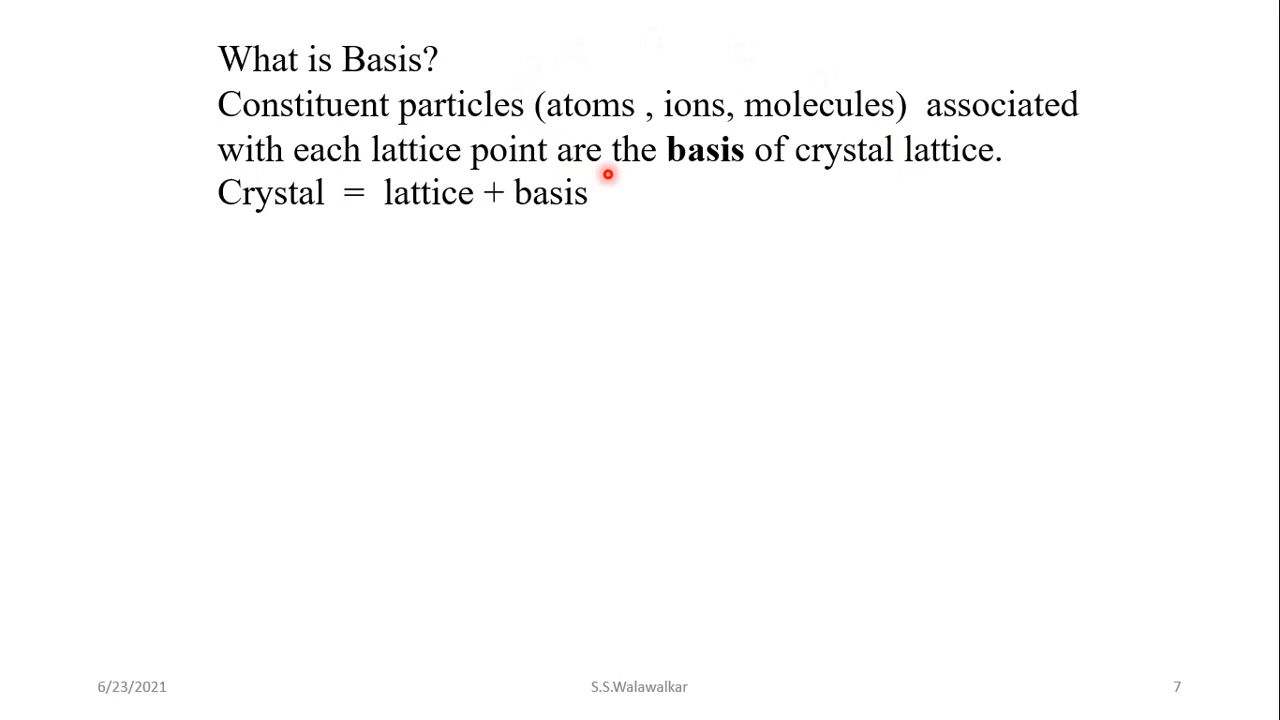 What is Basis?
Constituent particles (atoms , ions, molecules)  associated
with each lattice point are the basis of crystal lattice.
Crystal  =  lattice + basis
6/23/2021
S.S.Walawalkar
7